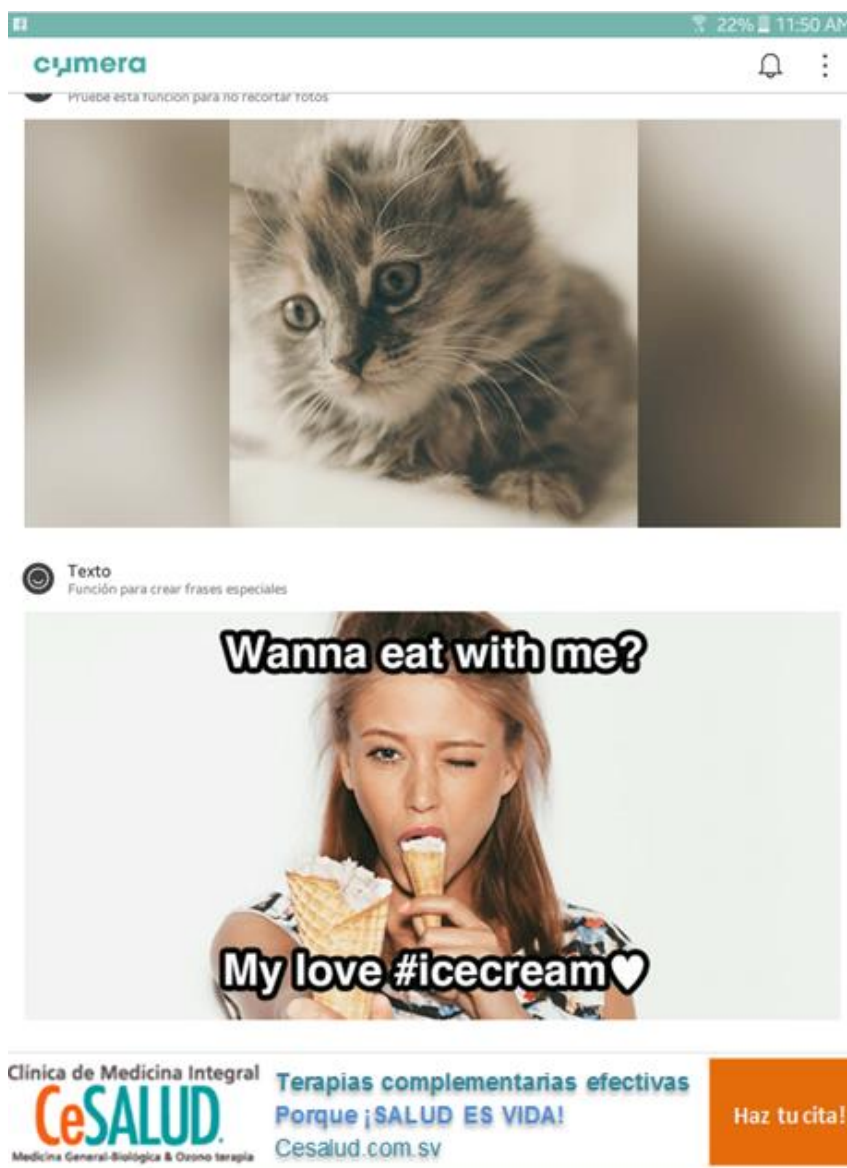 22% 11:50 AM
cymera
Pruebe esta función para no recortar fotos
Texto
Función para crear frases especiales
Wanna eat with me?
My love #icecream♡
Clínica de Medicina Integral
CeSALUD.
Medicina General-Biológica & Ozono terapia
Terapias complementarias efectivas
Porque ¡SALUD ES VIDA!
Cesalud.com.sv
Haz tu cita!